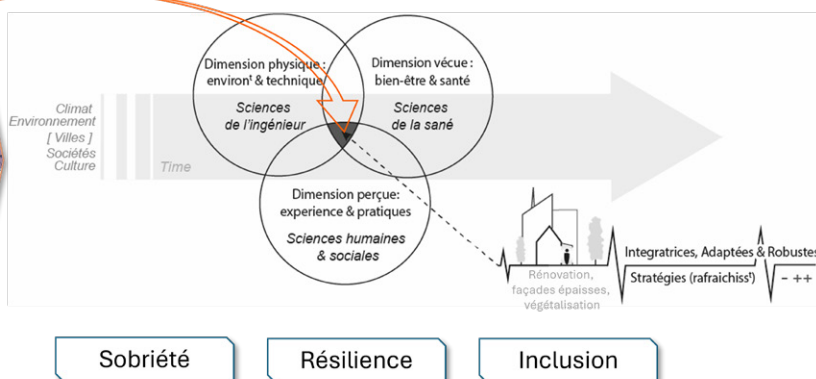 Dimension physique :
environᵗ & technique
Sciences
de l'ingénieur
Dimension vécue :
bien-être & santé
Sciences
de la sané
Climat
Environnement
[ Villes ]
Sociétés
Culture
Time
Dimension perçue:
experience & pratiques
Sciences humaines
& sociales
Rénovation,
façades épaisses,
végétalisation
Integratrices, Adaptées & Robustes
Stratégies (rafraichissᵗ)
- ++
Sobriété
Résilience
Inclusion